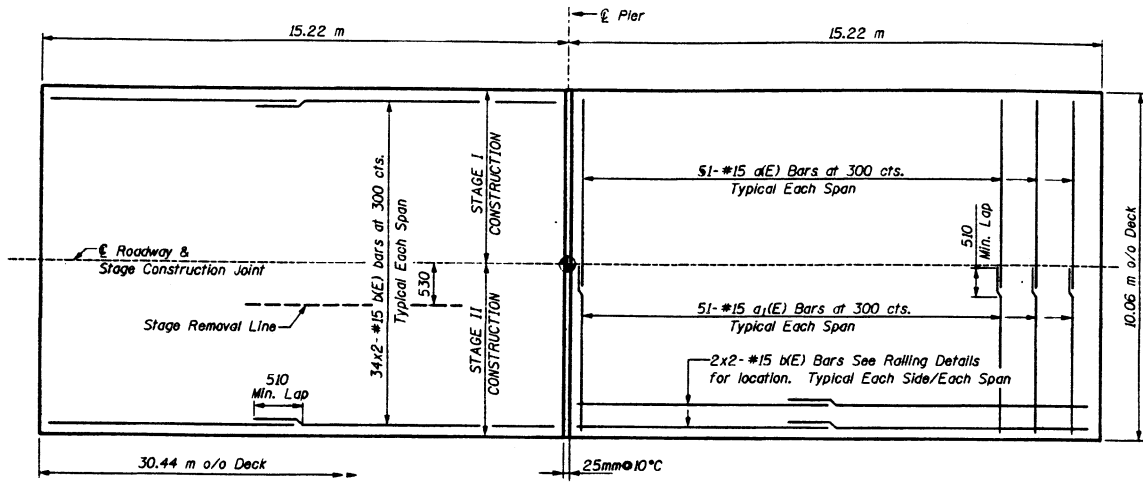 ℄ Pier
15.22 m
15.22 m
STAGE I
CONSTRUCTION
34x2-#15 b(E) bars at 300 cts.
Typical Each Span
51-#15 a(E) Bars at 300 cts.
Typical Each Span
510
Min. Lap
10.06 m o/o Deck
℄ Roadway &
Stage Construction Joint
530
Stage Removal Line
STAGE II
CONSTRUCTION
51-#15 a₁(E) Bars at 300 cts.
Typical Each Span
2x2-#15 b(E) Bars See Railing Details
for location. Typical Each Side/Each Span
510
Min. Lap
30.44 m o/o Deck
25mm@10°C